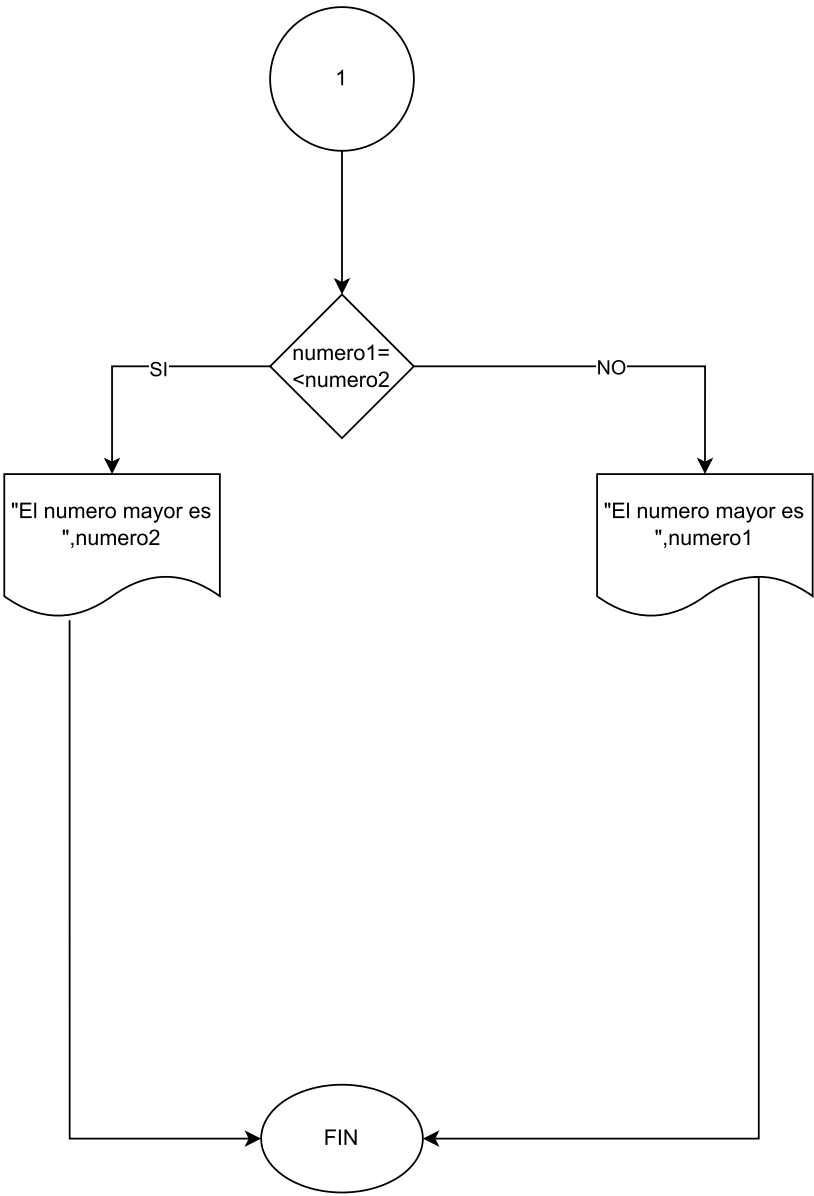 1
numero1=
<numero2
SI
NO
"El numero mayor es
",numero2
"El numero mayor es
",numero1
FIN